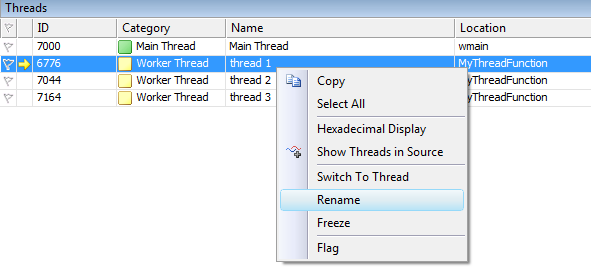 Threads
ID Category Name Location
7000 Main Thread Main Thread wmain
6776 Worker Thread thread 1 MyThreadFunction
7044 Worker Thread thread 2 MyThreadFunction
7164 Worker Thread thread 3 MyThreadFunction
Copy
Select All
Hexadecimal Display
Show Threads in Source
Switch To Thread
Rename
Freeze
Flag